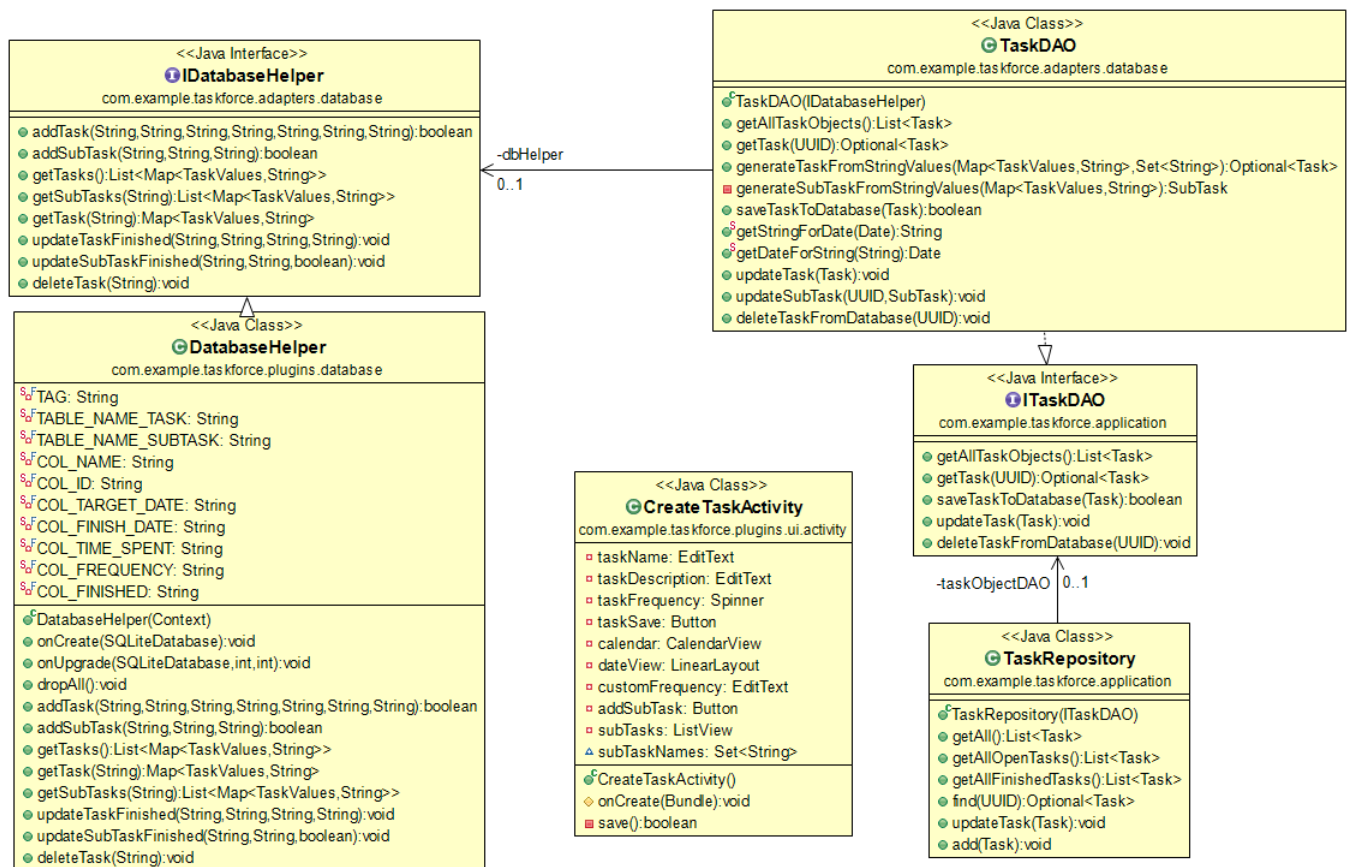 <<Java Interface>>
IDatabaseHelper
com.example.taskforce.adapters.database
addTask(String,String,String,String,String,String,String):boolean
addSubTask(String,String,String):boolean
getTasks():List<Map<TaskValues,String>>
getSubTasks(String):List<Map<TaskValues,String>>
getTask(String):Map<TaskValues,String>
updateTaskFinished(String,String,String,String):void
updateSubTaskFinished(String,String,boolean):void
deleteTask(String):void
-dbHelper
0..1
<<Java Class>>
TaskDAO
com.example.taskforce.adapters.database
TaskDAO(IDatabaseHelper)
getAllTaskObjects():List<Task>
getTask(UUID):Optional<Task>
generateTaskFromStringValues(Map<TaskValues,String>,Set<String>):Optional<Task>
generateSubTaskFromStringValues(Map<TaskValues,String>):SubTask
saveTaskToDatabase(Task):boolean
getStringForDate(Date):String
getDateForString(String):Date
updateTask(Task):void
updateSubTask(UUID,SubTask):void
deleteTaskFromDatabase(UUID):void
<<Java Class>>
DatabaseHelper
com.example.taskforce.plugins.database
TAG: String
TABLE_NAME_TASK: String
TABLE_NAME_SUBTASK: String
COL_NAME: String
COL_ID: String
COL_TARGET_DATE: String
COL_FINISH_DATE: String
COL_TIME_SPENT: String
COL_FREQUENCY: String
COL_FINISHED: String
DatabaseHelper(Context)
onCreate(SQLiteDatabase):void
onUpgrade(SQLiteDatabase,int,int):void
dropAll():void
addTask(String,String,String,String,String,String,String):boolean
addSubTask(String,String,String):boolean
getTasks():List<Map<TaskValues,String>>
getTask(String):Map<TaskValues,String>
getSubTasks(String):List<Map<TaskValues,String>>
updateTaskFinished(String,String,String,String):void
updateSubTaskFinished(String,String,boolean):void
deleteTask(String):void
<<Java Class>>
CreateTaskActivity
com.example.taskforce.plugins.ui.activity
taskName: EditText
taskDescription: EditText
taskFrequency: Spinner
taskSave: Button
calendar: CalendarView
dateView: LinearLayout
customFrequency: EditText
addSubTask: Button
subTasks: ListView
subTaskNames: Set<String>
CreateTaskActivity()
onCreate(Bundle):void
save():boolean
<<Java Interface>>
ITaskDAO
com.example.taskforce.application
getAllTaskObjects():List<Task>
getTask(UUID):Optional<Task>
saveTaskToDatabase(Task):boolean
updateTask(Task):void
deleteTaskFromDatabase(UUID):void
-taskObjectDAO
0..1
<<Java Class>>
TaskRepository
com.example.taskforce.application
TaskRepository(ITaskDAO)
getAll():List<Task>
getAllOpenTasks():List<Task>
getAllFinishedTasks():List<Task>
find(UUID):Optional<Task>
updateTask(Task):void
add(Task):void